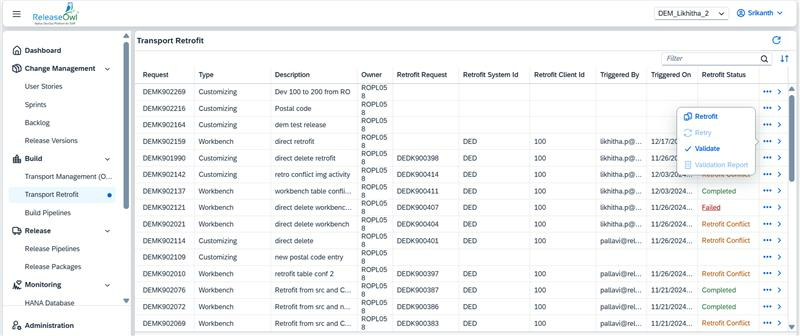 ReleaseOwl
DEM_Likhitha_2
Srikanth
Dashboard
Change Management
User Stories
Sprints
Backlog
Release Versions
Build
Transport Management (O...
Transport Retrofit
Build Pipelines
Release
Release Pipelines
Release Packages
Monitoring
HANA Database
Administration
Transport Retrofit
Filter
Request Type Description Owner Retrofit Request Retrofit System Id Retrofit Client Id Triggered By Triggered On Retrofit Status
DEMK902269 Customizing Dev 100 to 200 from RO ROPL058
DEMK902216 Customizing Postal code ROPL058
DEMK902164 Customizing dem test release ROPL058
DEMK902159 Workbench direct retrofit ROPL058 DED 100 likhitha.p@... 12/17/20
DEMK901990 Customizing direct delete retrofit ROPL058 DEDK900398 DED 100 likhitha.p@... 11/26/20
DEMK902142 Customizing retro conflict img activity ROPL058 DEDK900414 DED 100 likhitha.p@... 12/03/2024... Retrofit Conflict
DEMK902137 Workbench workbench table confli... ROPL058 DEDK900411 DED 100 likhitha.p@... 12/03/2024... Completed
DEMK902121 Workbench direct delete workbenc... ROPL058 DEDK900407 DED 100 likhitha.p@... 11/26/2024... Failed
DEMK902021 Workbench direct delete workbench ROPL058 DEDK900404 DED 100 likhitha.p@... 11/26/2024... Retrofit Conflict
DEMK902114 Customizing direct delete ROPL058 DEDK900401 DED 100 pallavi@rel... 11/26/2024... Retrofit Conflict
DEMK902109 Customizing new postal code entry ROPL058
DEMK902010 Workbench retrofit table conf 2 ROPL058 DEDK900397 DED 100 pallavi@rel... 11/26/2024... Retrofit Conflict
DEMK902076 Workbench Retrofit from src and C... ROPL058 DEDK900387 DED 100 pallavi@rel... 11/21/2024... Completed
DEMK902072 Workbench Retrofit from src and n... ROPL058 DEDK900386 DED 100 pallavi@rel... 11/21/2024... Completed
DEMK902069 Customizing Retrofit from src and C... ROPL058 DEDK900383 DED 100 pallavi@rel... 11/21/2024... Retrofit Conflict
Retrofit
Retry
Validate
Validation Report